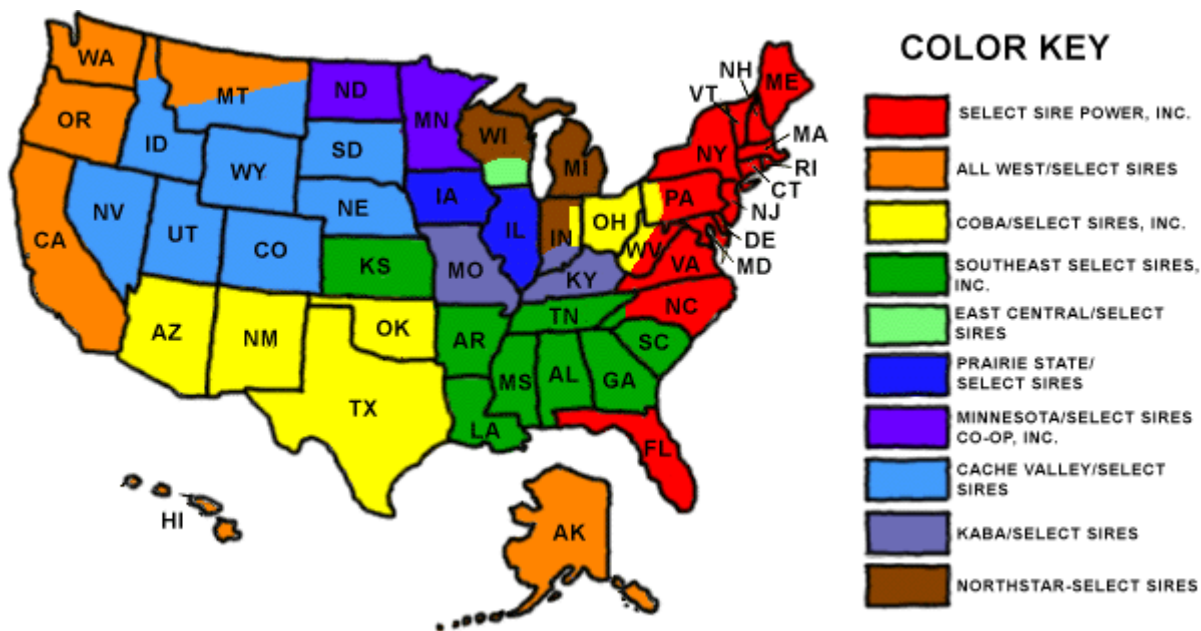 COLOR KEY
SELECT SIRE POWER, INC.
ALL WEST/SELECT SIRES
COBA/SELECT SIRES, INC.
SOUTHEAST SELECT SIRES,
INC.
EAST CENTRAL/SELECT
SIRES
PRAIRIE STATE/
SELECT SIRES
MINNESOTA/SELECT SIRES
CO-OP, INC.
CACHE VALLEY/SELECT
SIRES
KABA/SELECT SIRES
NORTHSTAR-SELECT SIRES
WA
OR
CA
MT
ID
WY
NV
UT
CO
AZ
NM
ND
SD
NE
KS
OK
TX
MN
IA
MO
AR
LA
WI
IL
MI
IN
OH
KY
TN
MS
AL
GA
SC
NC
FL
VA
WV
PA
NY
VT
NH
ME
MA
RI
CT
NJ
DE
MD
HI
AK